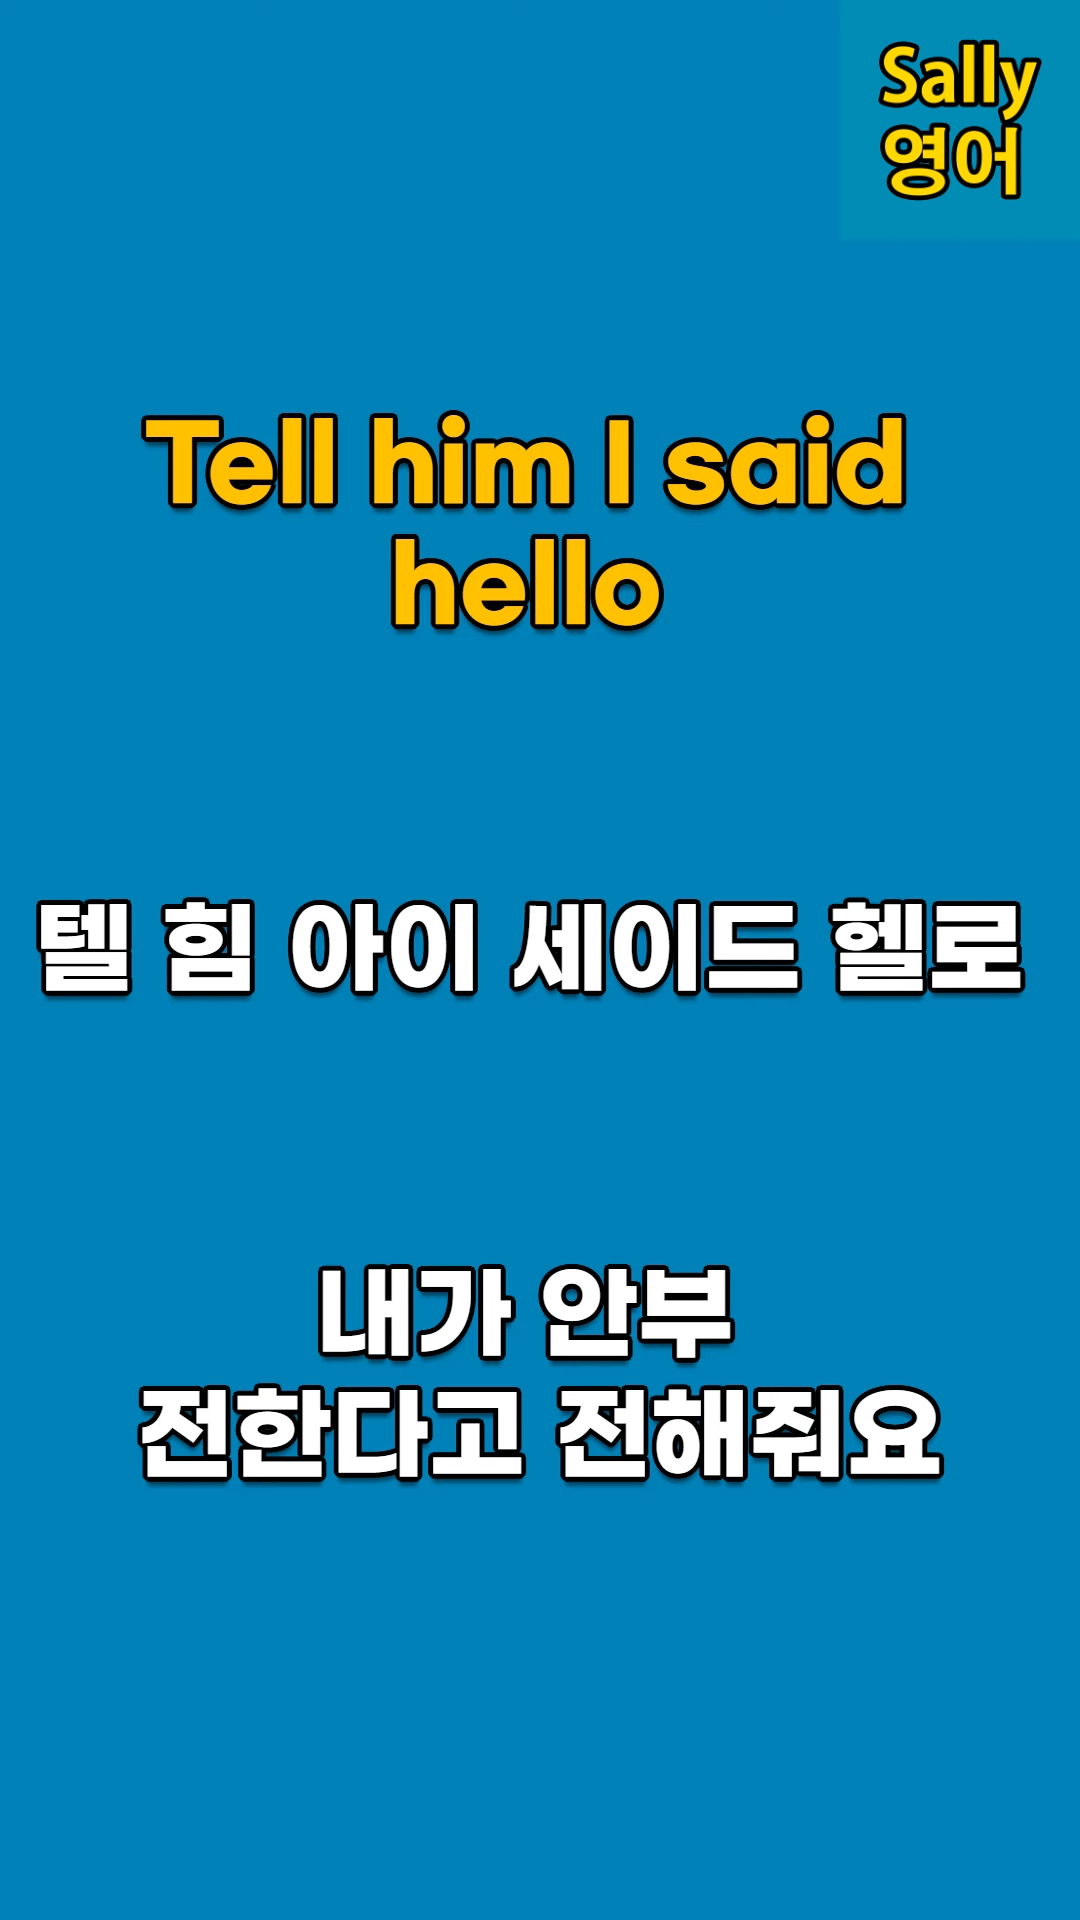 Sally
영어
Tell him I said
hello
텔 힘 아이 세이드 헬로
내가 안부
전한다고 전해줘요